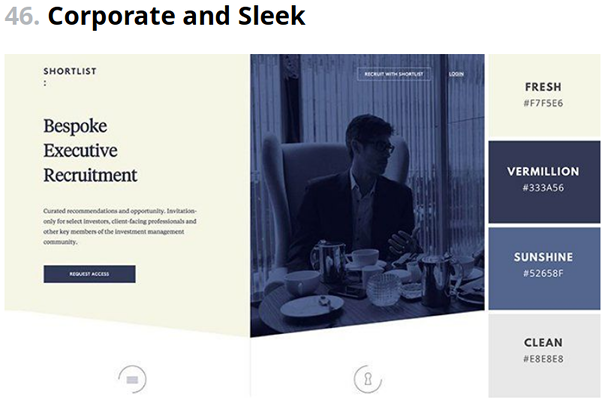 46. Corporate and Sleek
SHORTLIST
:
RECRUIT WITH SHORTLIST
LOGIN
Bespoke
Executive
Recruitment
Curated recommendations and opportunity. Invitation-
only for select investors, client-facing professionals and
other key members of the investment management
community.
REQUEST ACCESS
FRESH
#F7F5E6
VERMILLION
#333A56
SUNSHINE
#52658F
CLEAN
#E8E8E8